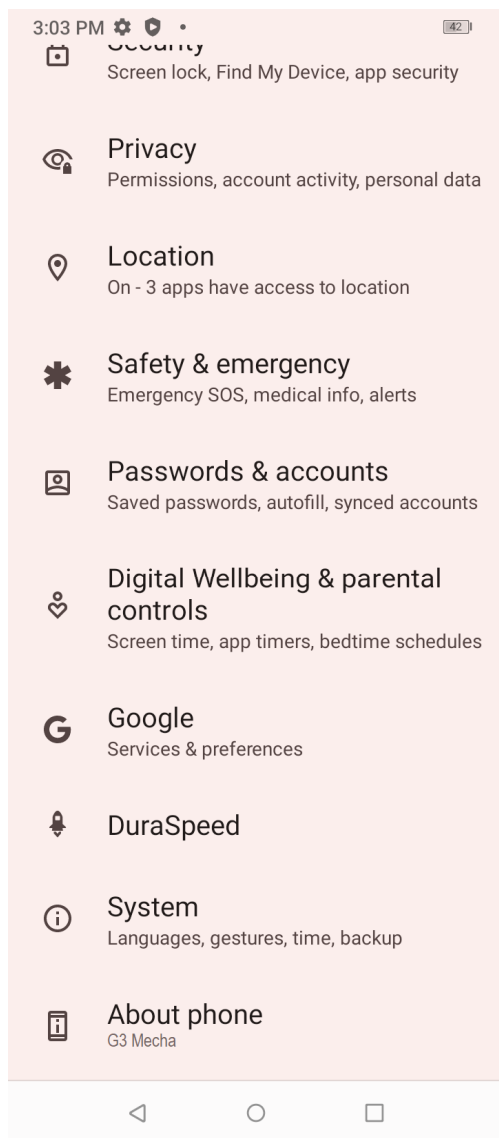 3:03 PM
42
Security
Screen lock, Find My Device, app security
Privacy
Permissions, account activity, personal data
Location
On - 3 apps have access to location
Safety & emergency
Emergency SOS, medical info, alerts
Passwords & accounts
Saved passwords, autofill, synced accounts
Digital Wellbeing & parental
controls
Screen time, app timers, bedtime schedules
Google
Services & preferences
DuraSpeed
System
Languages, gestures, time, backup
About phone
G3 Mecha